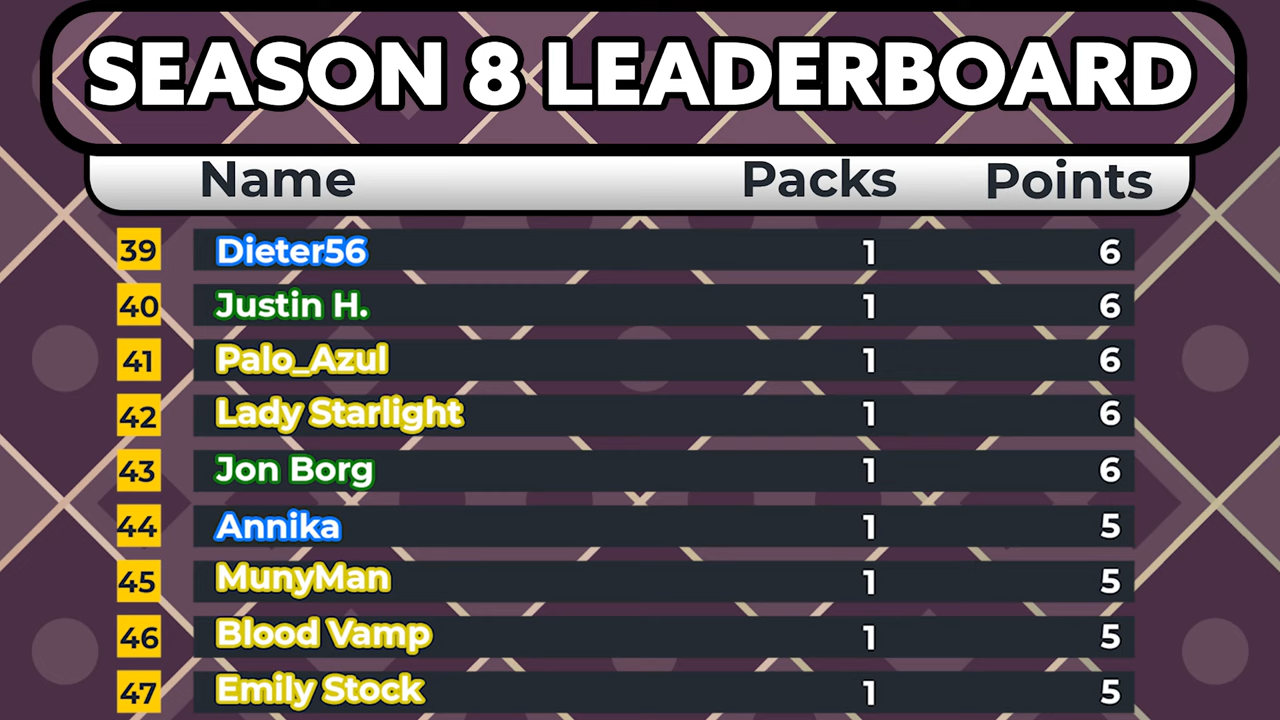 SEASON 8 LEADERBOARD
Name Packs Points
39 Dieter56 1 6
40 Justin H. 1 6
41 Palo_Azul 1 6
42 Lady Starlight 1 6
43 Jon Borg 1 6
44 Annika 1 5
45 MunyMan 1 5
46 Blood Vamp 1 5
47 Emily Stock 1 5